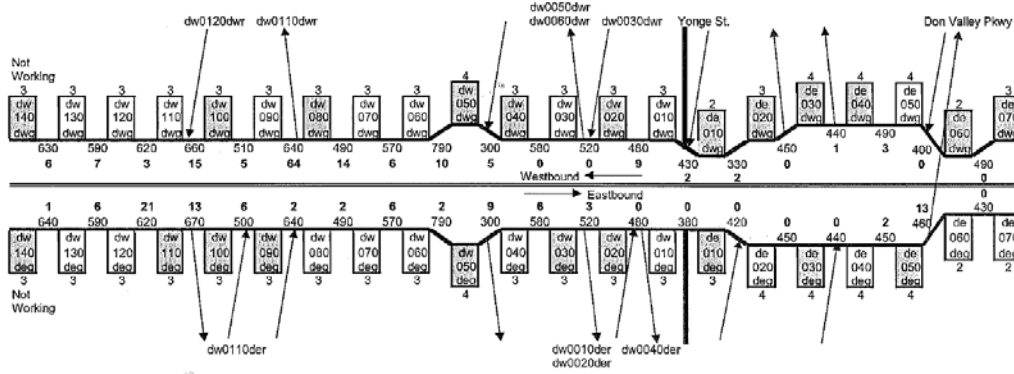 dw0120dwr dw0110dwr dw0050dwr dw0060dwr dw0030dwr Yonge St. Don Valley Pkwy
Not Working
3 3 3 3 3 3 3 3 3 4 3 3 3 3 2 3 4 4 4 2 3
dw 140 dwg
dw 130 dwg
dw 120 dwg
dw 110 dwg
dw 100 dwg
dw 090 dwg
dw 080 dwg
dw 070 dwg
dw 060 dwg
dw 050 dwg
dw 040 dwg
dw 030 dwg
dw 020 dwg
dw 010 dwg
de 010 dwg
de 020 dwg
de 030 dwg
de 040 dwg
de 050 dwg
de 060 dwg
de 070 dwg
630 590 620 660 510 640 490 570 790 300 580 520 480 430 330 460 440 490 400 490
6 7 3 15 5 64 14 6 10 5 0 0 9 2 2 0 1 3 0 0
Westbound
Eastbound
0
1 6 21 13 6 2 2 6 2 9 6 3 0 0 0 0 0 2 13
640 590 620 670 500 640 490 570 790 300 580 520 480 380 420 450 440 450 460 430
dw 140 deg
dw 130 deg
dw 120 deg
dw 110 deg
dw 100 deg
dw 090 deg
dw 080 deg
dw 070 deg
dw 060 deg
dw 050 deg
dw 040 deg
dw 030 deg
dw 020 deg
dw 010 deg
de 010 deg
de 020 deg
de 030 deg
de 040 deg
de 050 deg
de 060 deg
de 070 deg
3 3 3 3 3 3 3 3 3 4 3 3 3 3 3 4 4 4 4 2 2
Not Working
dw0110der dw0010der dw0020der dw0040der